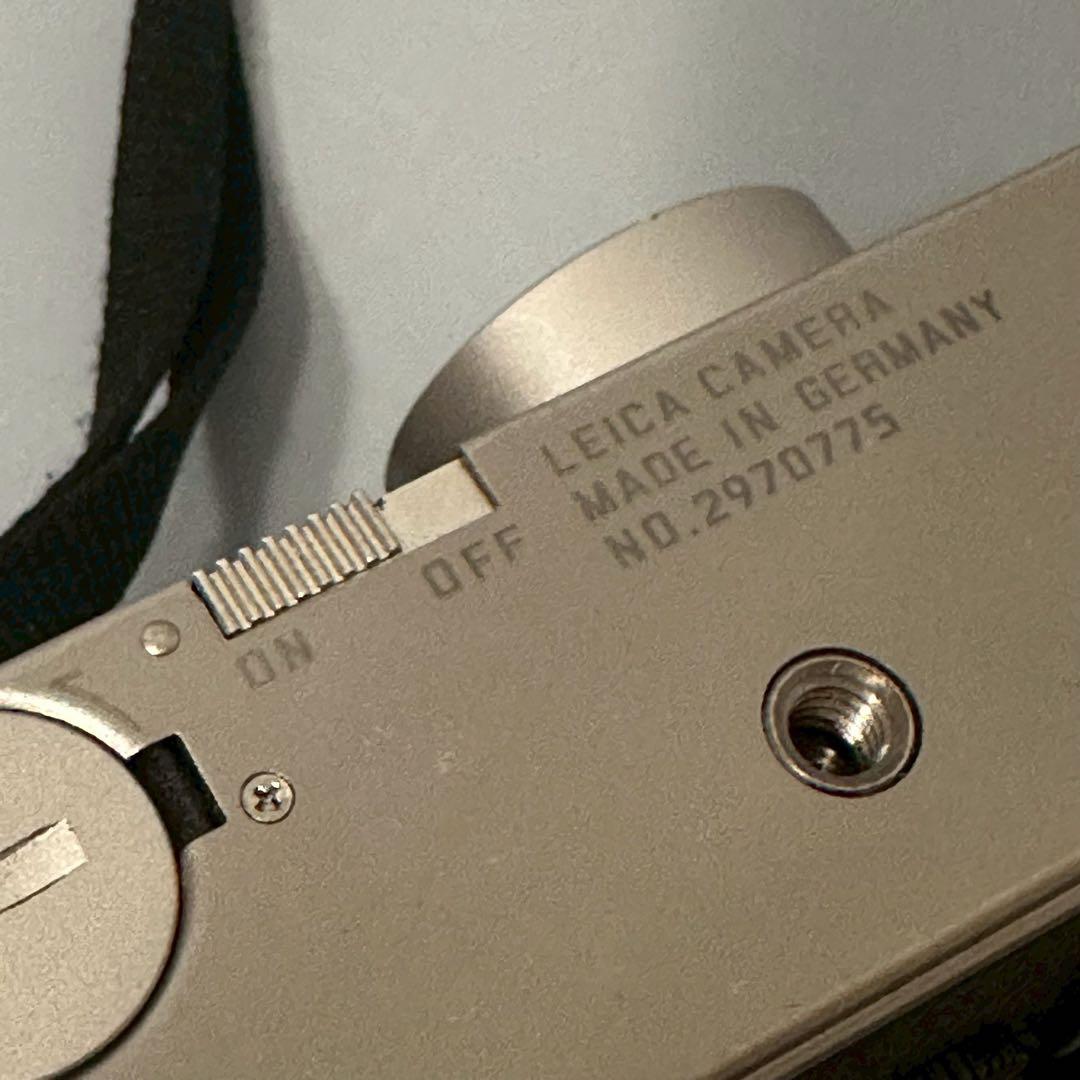 LEICA CAMERA
MADE IN GERMANY
NO.2970775
OFF
ON